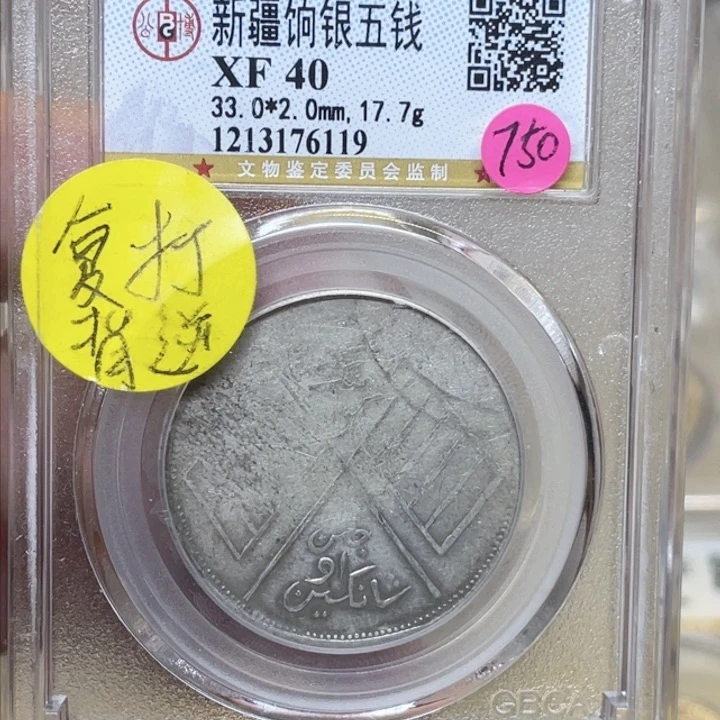 新疆饷银五钱
XF 40
33.0*2.0mm,17.7g
1213176119
文物鉴定委员会监制
750
复打
背逆
GBCA